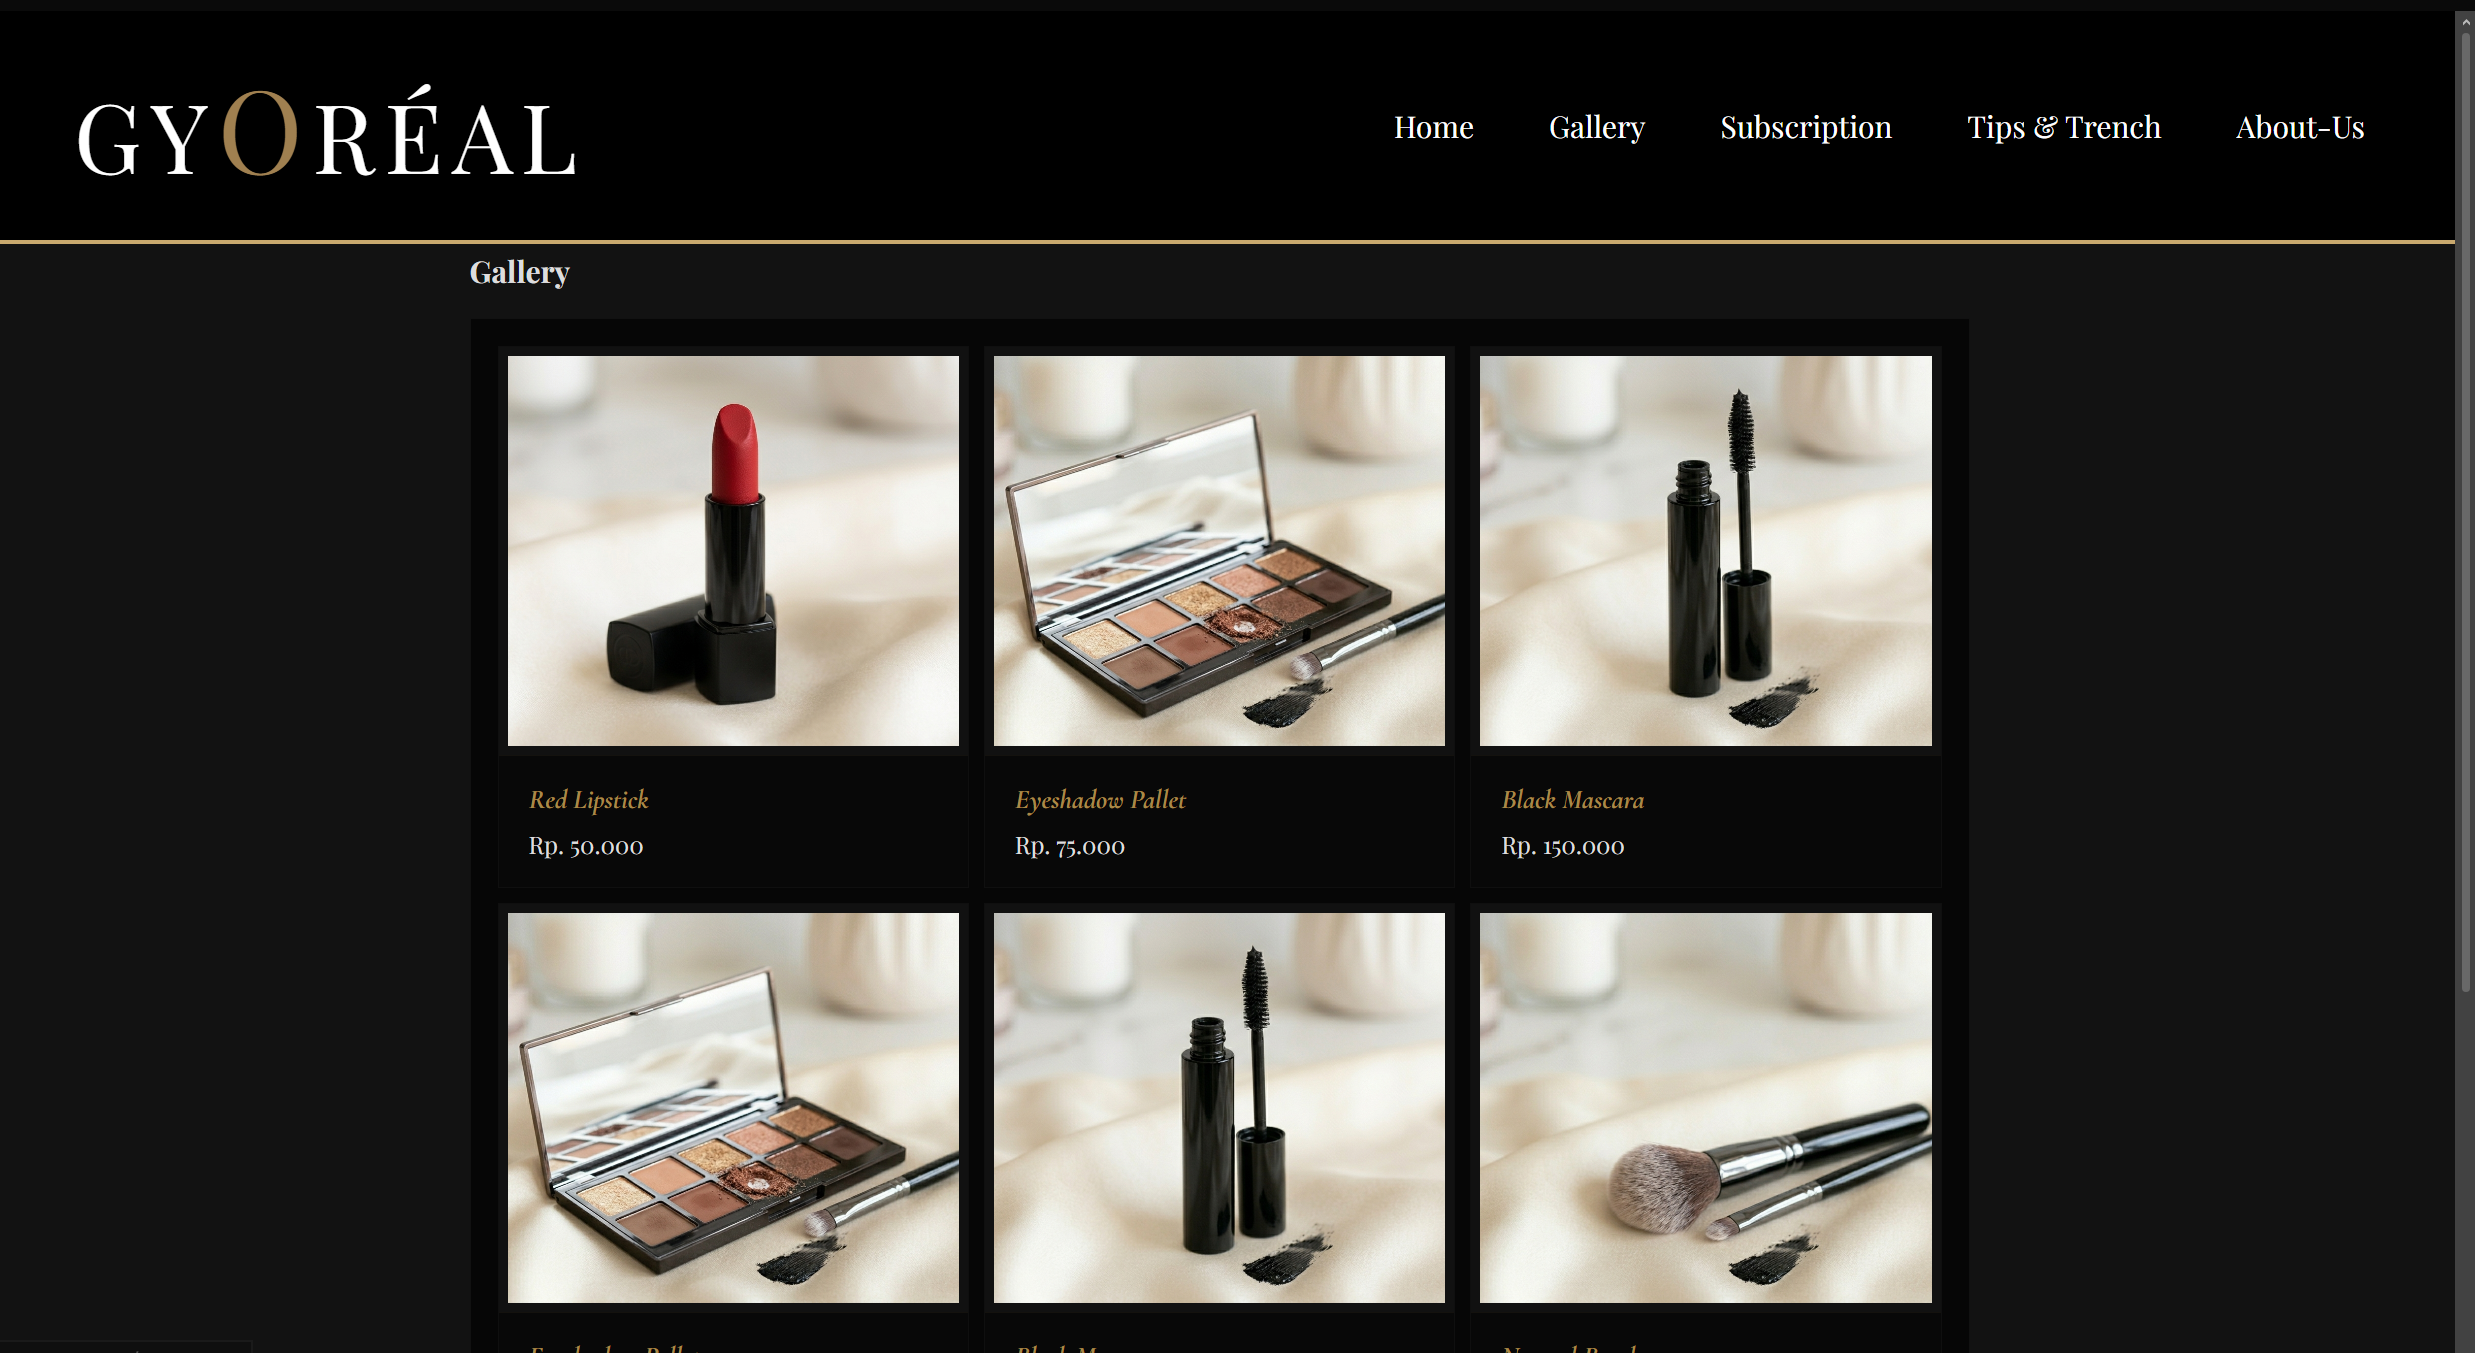 GYORÉAL
Home Gallery Subscription Tips & Trench About-Us
Gallery
Red Lipstick
Rp. 50.000
Eyeshadow Pallet
Rp. 75.000
Black Mascara
Rp. 150.000